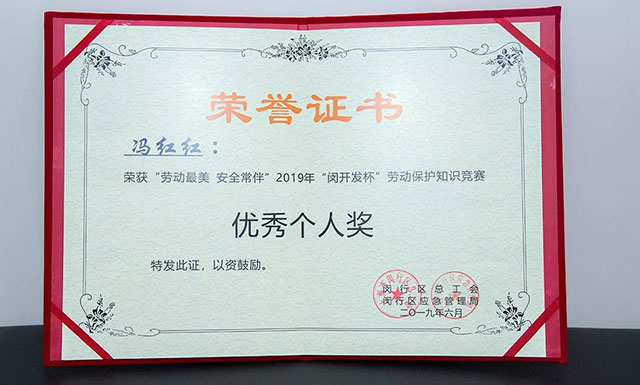 荣誉证书
冯红红：
荣获“劳动最美 安全常伴”2019年“闵开发杯”劳动保护知识竞赛
优秀个人奖
特发此证，以资鼓励。
闵行区总工会
闵行区应急管理局
二〇一九年六月